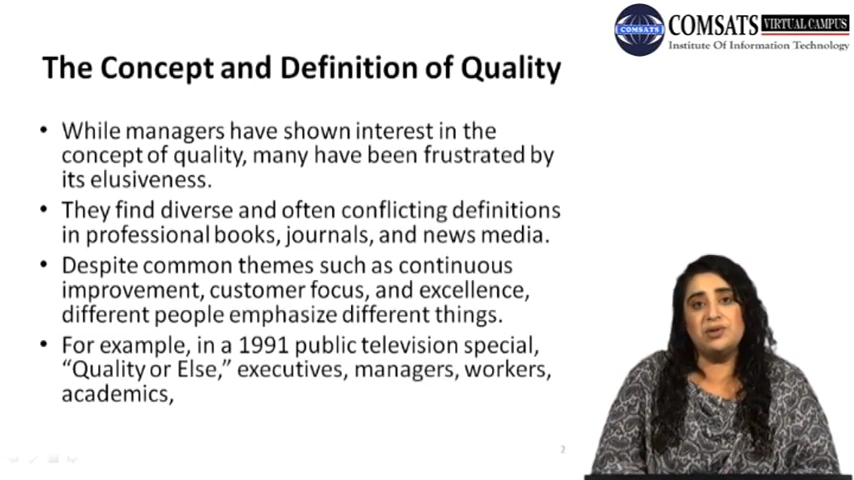 COMSATS VIRTUAL CAMPUS
COMSATS
Institute Of Information Technology
The Concept and Definition of Quality
• While managers have shown interest in the
concept of quality, many have been frustrated by
its elusiveness.
• They find diverse and often conflicting definitions
in professional books, journals, and news media.
• Despite common themes such as continuous
improvement, customer focus, and excellence,
different people emphasize different things.
• For example, in a 1991 public television special,
“Quality or Else,” executives, managers, workers,
academics,
2